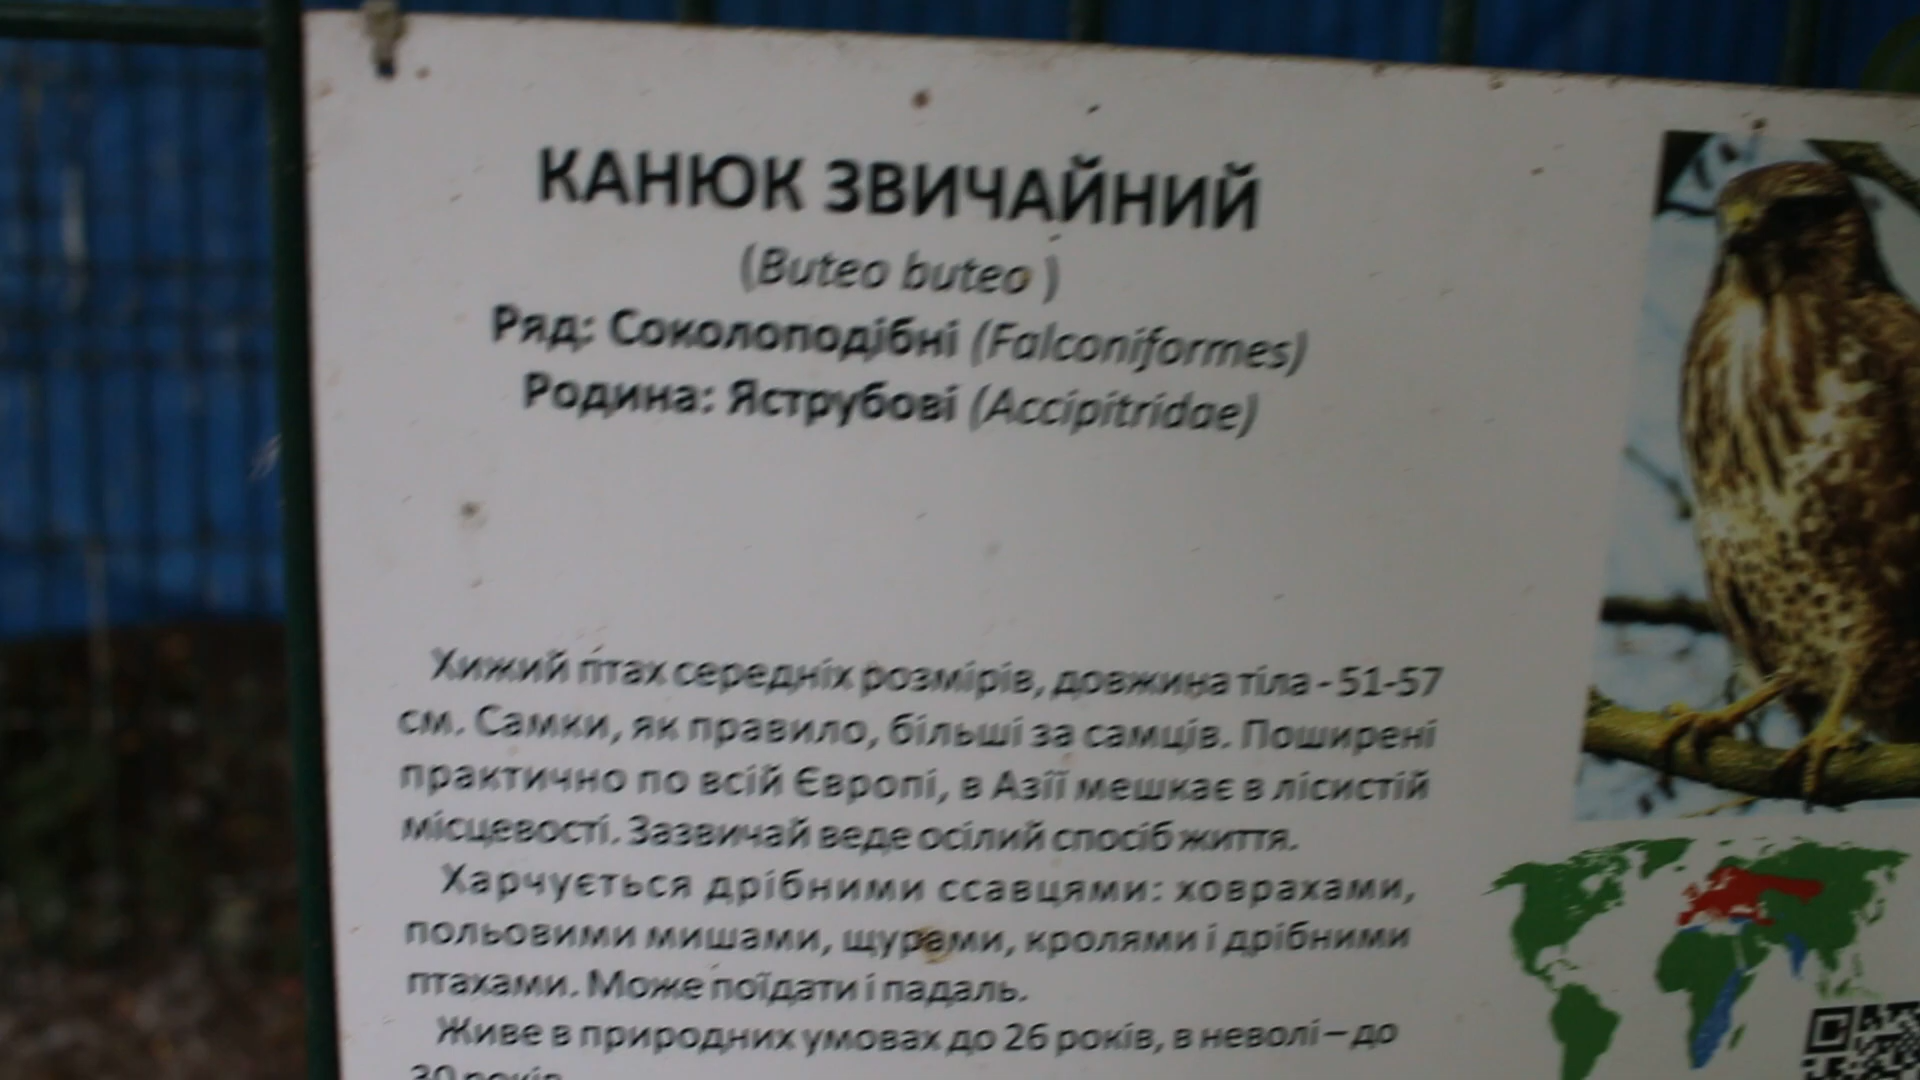 КАНЮК ЗВИЧАЙНИЙ
(Buteo buteo )
Ряд: Соколоподібні (Falconiformes)
Родина: Яструбові (Accipitridae)
Хижий птах середніх розмірів, довжина тіла - 51-57
см. Самки, як правило, більші за самців. Поширені
практично по всій Європі, в Азії мешкає в лісистій
місцевості. Зазвичай веде осілий спосіб життя.
Харчується дрібними ссавцями: ховрахами,
польовими мишами, щурами, кролями і дрібними
птахами. Може поїдати і падаль.
Живе в природних умовах до 26 років, в неволі – до
30 років.